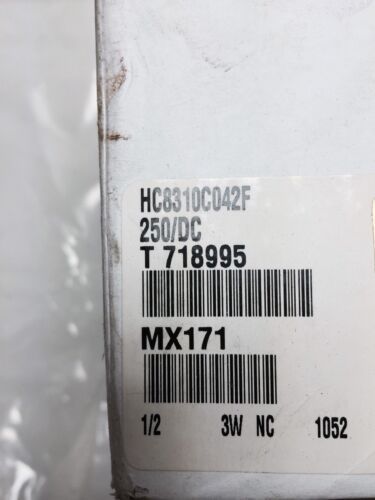 HC8310C042F
250/DC
T 718995
MX171
1/2 3W NC 1052